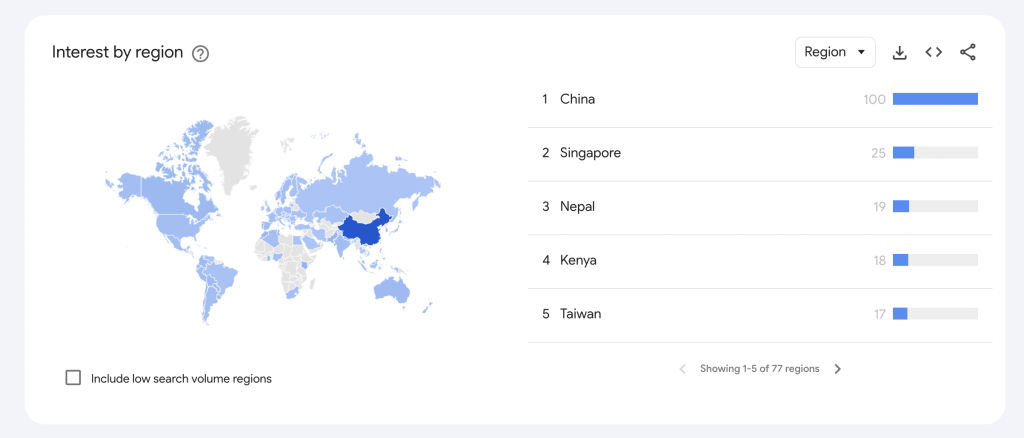 Interest by region
Region
1 China 100
2 Singapore 25
3 Nepal 19
4 Kenya 18
5 Taiwan 17
Include low search volume regions
Showing 1-5 of 77 regions